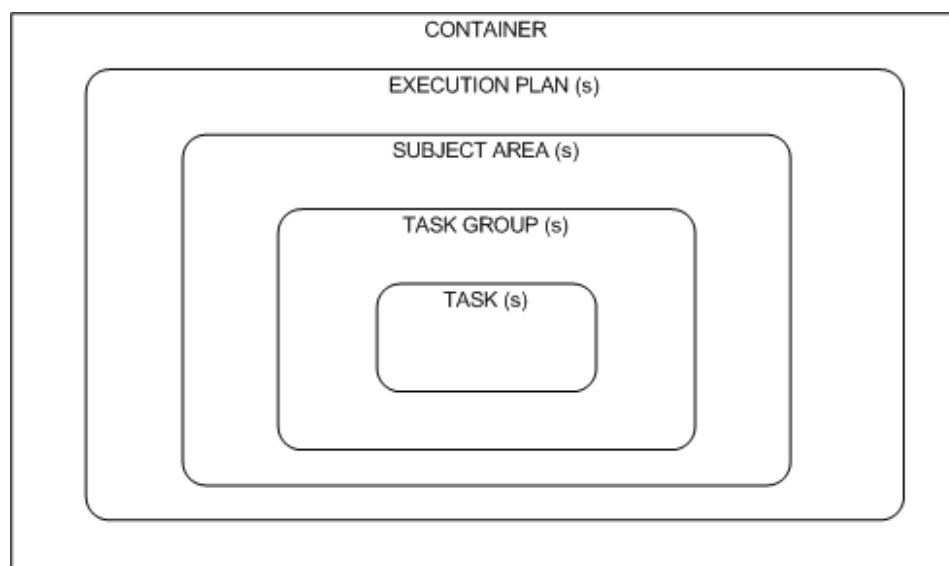 CONTAINER
EXECUTION PLAN (s)
SUBJECT AREA (s)
TASK GROUP (s)
TASK (s)